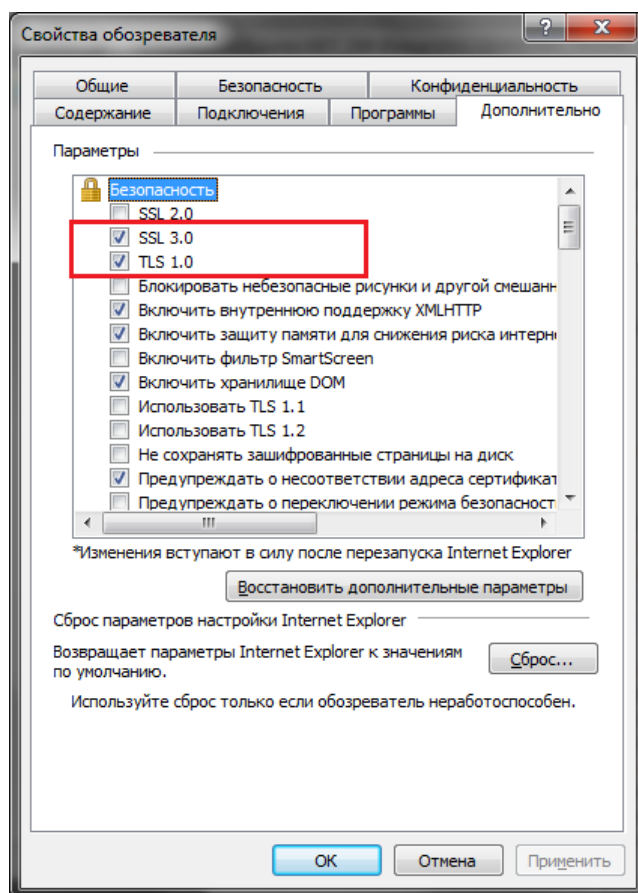 Свойства обозревателя
Общие Безопасность Конфиденциальность
Содержание Подключения Программы Дополнительно
Параметры
Безопасность
SSL 2.0
SSL 3.0
TLS 1.0
Блокировать небезопасные рисунки и другой смешанн
Включить внутреннюю поддержку XMLHTTP
Включить защиту памяти для снижения риска интерн
Включить фильтр SmartScreen
Включить хранилище DOM
Использовать TLS 1.1
Использовать TLS 1.2
Не сохранять зашифрованные страницы на диск
Предупреждать о несоответствии адреса сертификат
Предупреждать о переключении режима безопасност
*Изменения вступают в силу после перезапуска Internet Explorer
Восстановить дополнительные параметры
Сброс параметров настройки Internet Explorer
Возвращает параметры Internet Explorer к значениям
по умолчанию.
Сброс...
Используйте сброс только если обозреватель неработоспособен.
ОК Отмена Применить